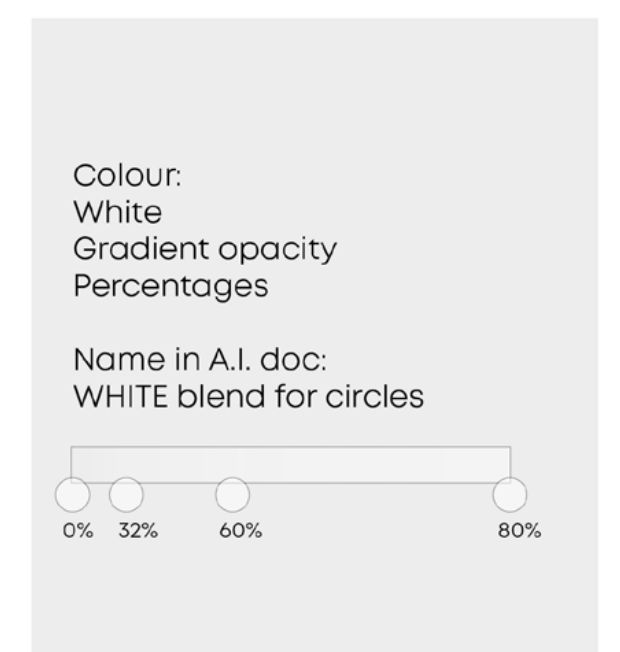 Colour:
White
Gradient opacity
Percentages
Name in A.I. doc:
WHITE blend for circles
0% 32% 60% 80%